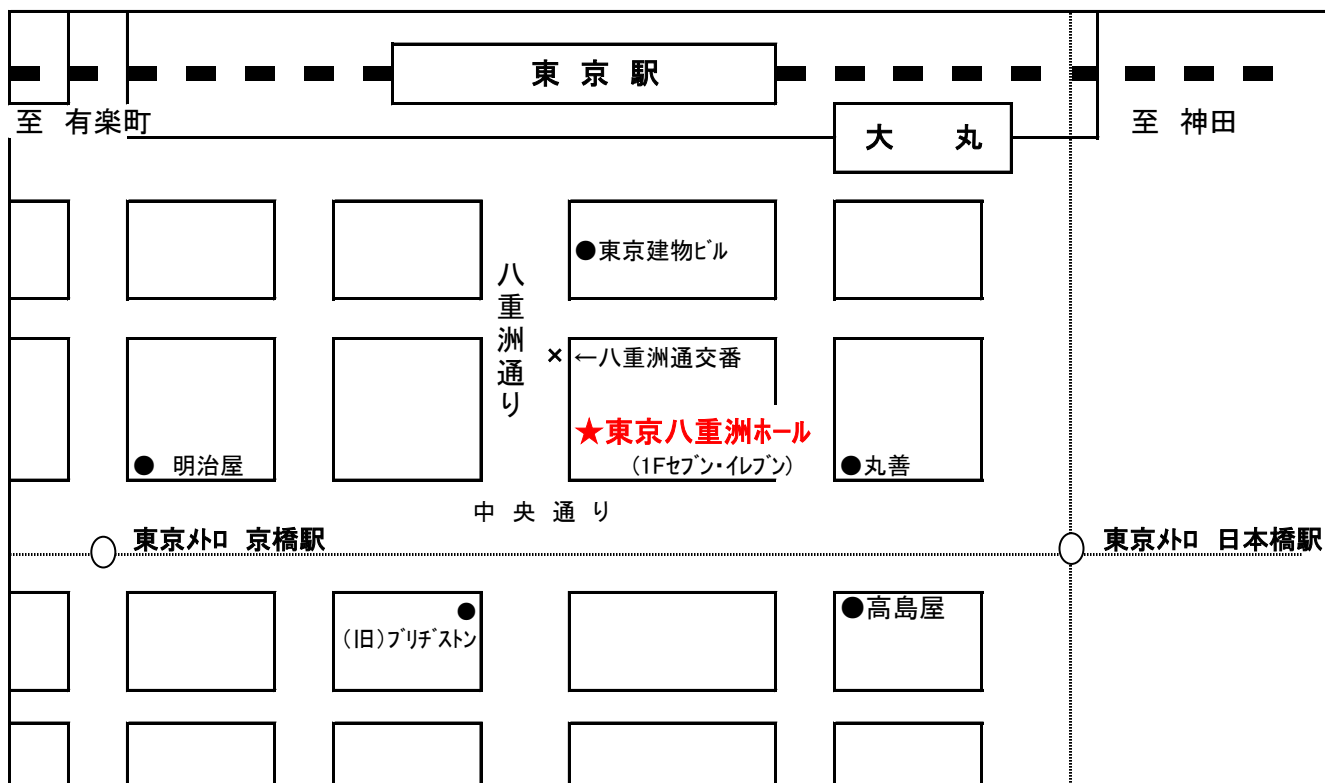 東 京 駅
至 有楽町
大 丸
至 神田
●東京建物ﾋﾞﾙ
八重洲通り
×
←八重洲通交番
★東京八重洲ホール
(1Fｾﾌﾞﾝ・ｲﾚﾌﾞﾝ)
● 明治屋
●丸善
中 央 通 り
東京ﾒﾄﾛ 京橋駅
東京ﾒﾄﾛ 日本橋駅
●
(旧)ﾌﾞﾘﾁﾞｽﾄﾝ
●高島屋